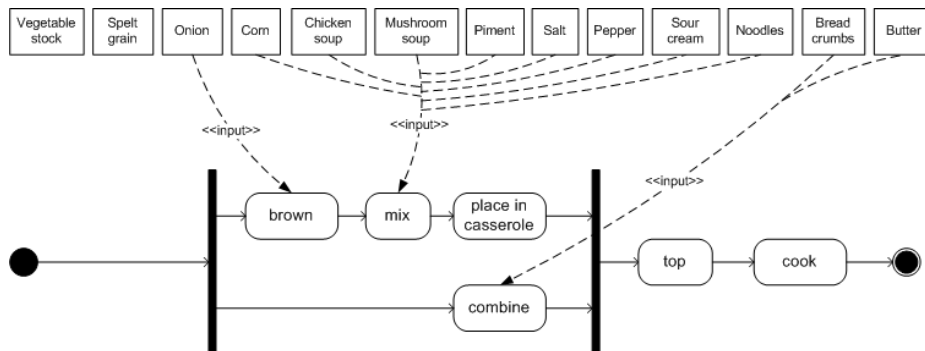 Vegetable
stock
Spelt
grain
Onion
Corn
Chicken
soup
Mushroom
soup
Piment
Salt
Pepper
Sour
cream
Noodles
Bread
crumbs
Butter
<<input>>
<<input>>
<<input>>
brown
mix
place in
casserole
top
cook
combine